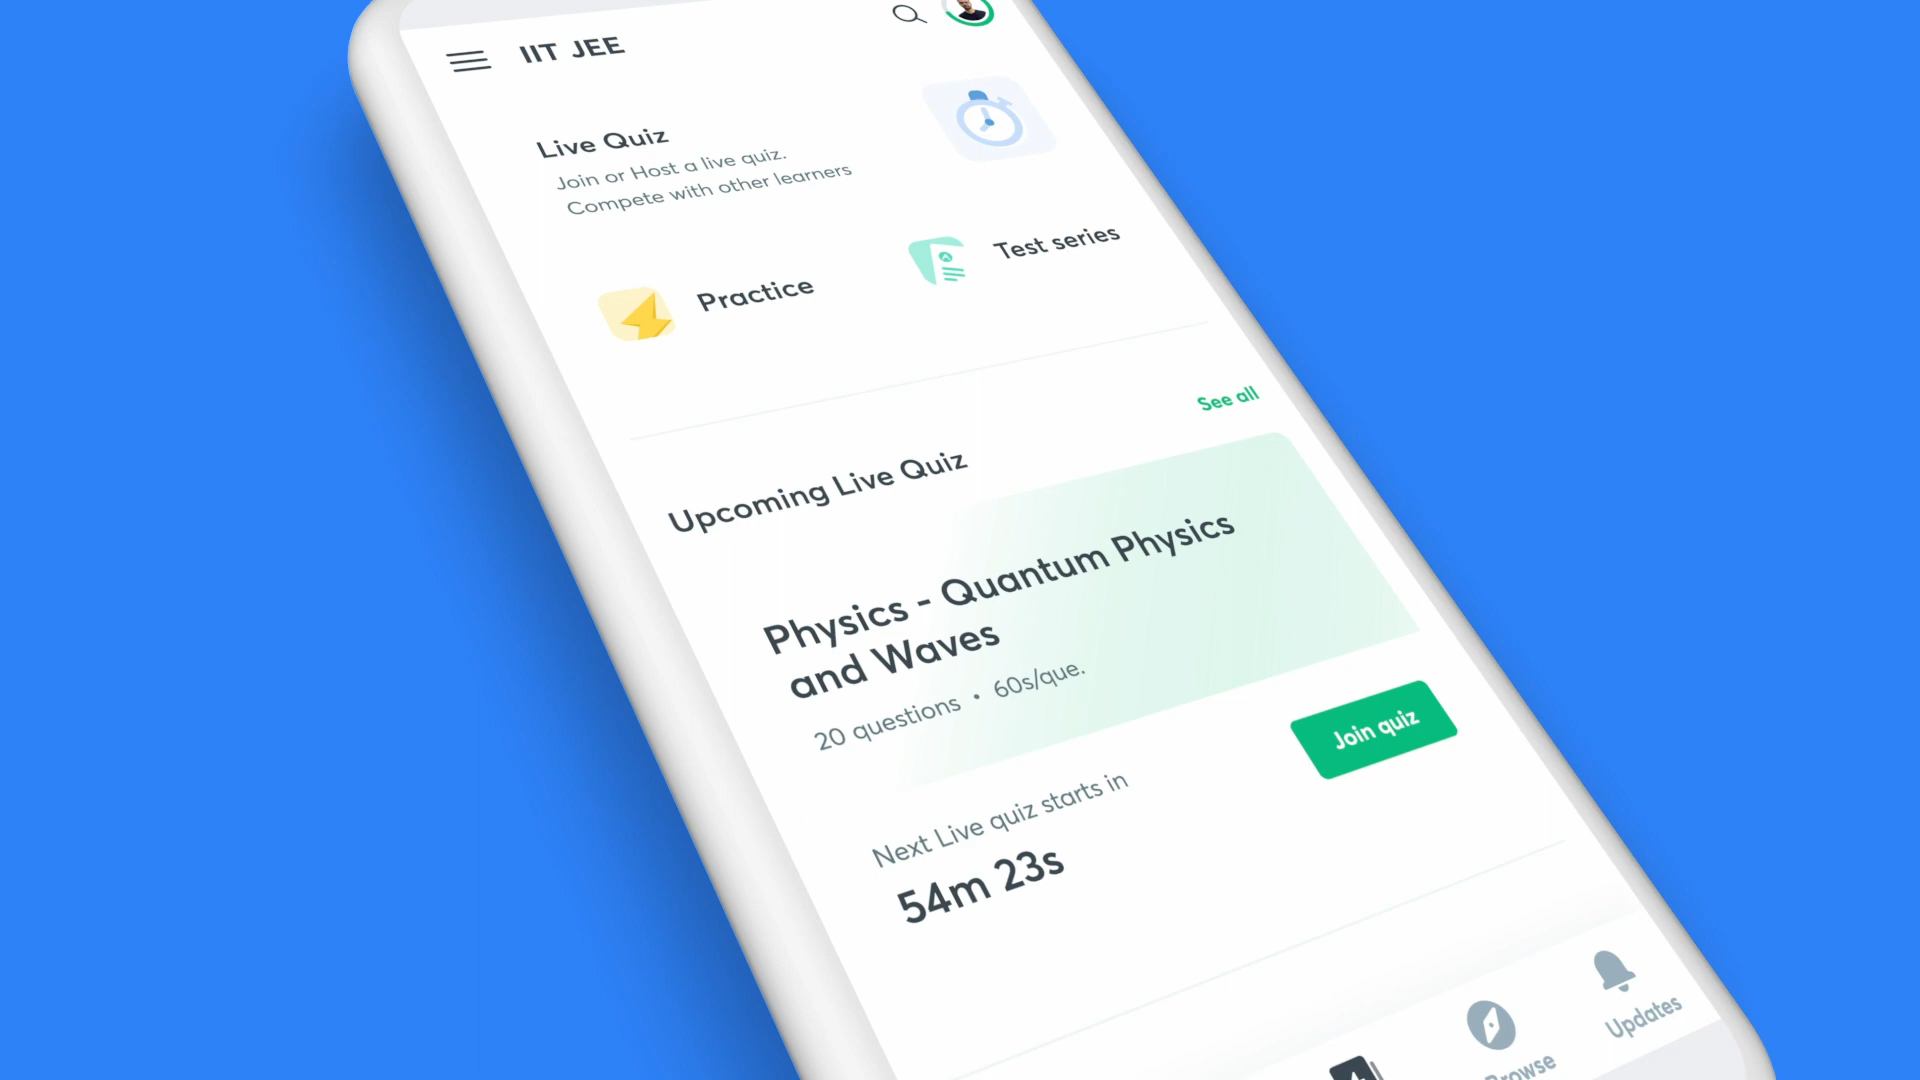 IIT JEE
Live Quiz
Join or Host a live quiz.
Compete with other learners
Practice
Test series
See all
Upcoming Live Quiz
Physics - Quantum Physics
and Waves
20 questions • 60s/que.
Join quiz
Next Live quiz starts in
54m 23s
Browse
Updates